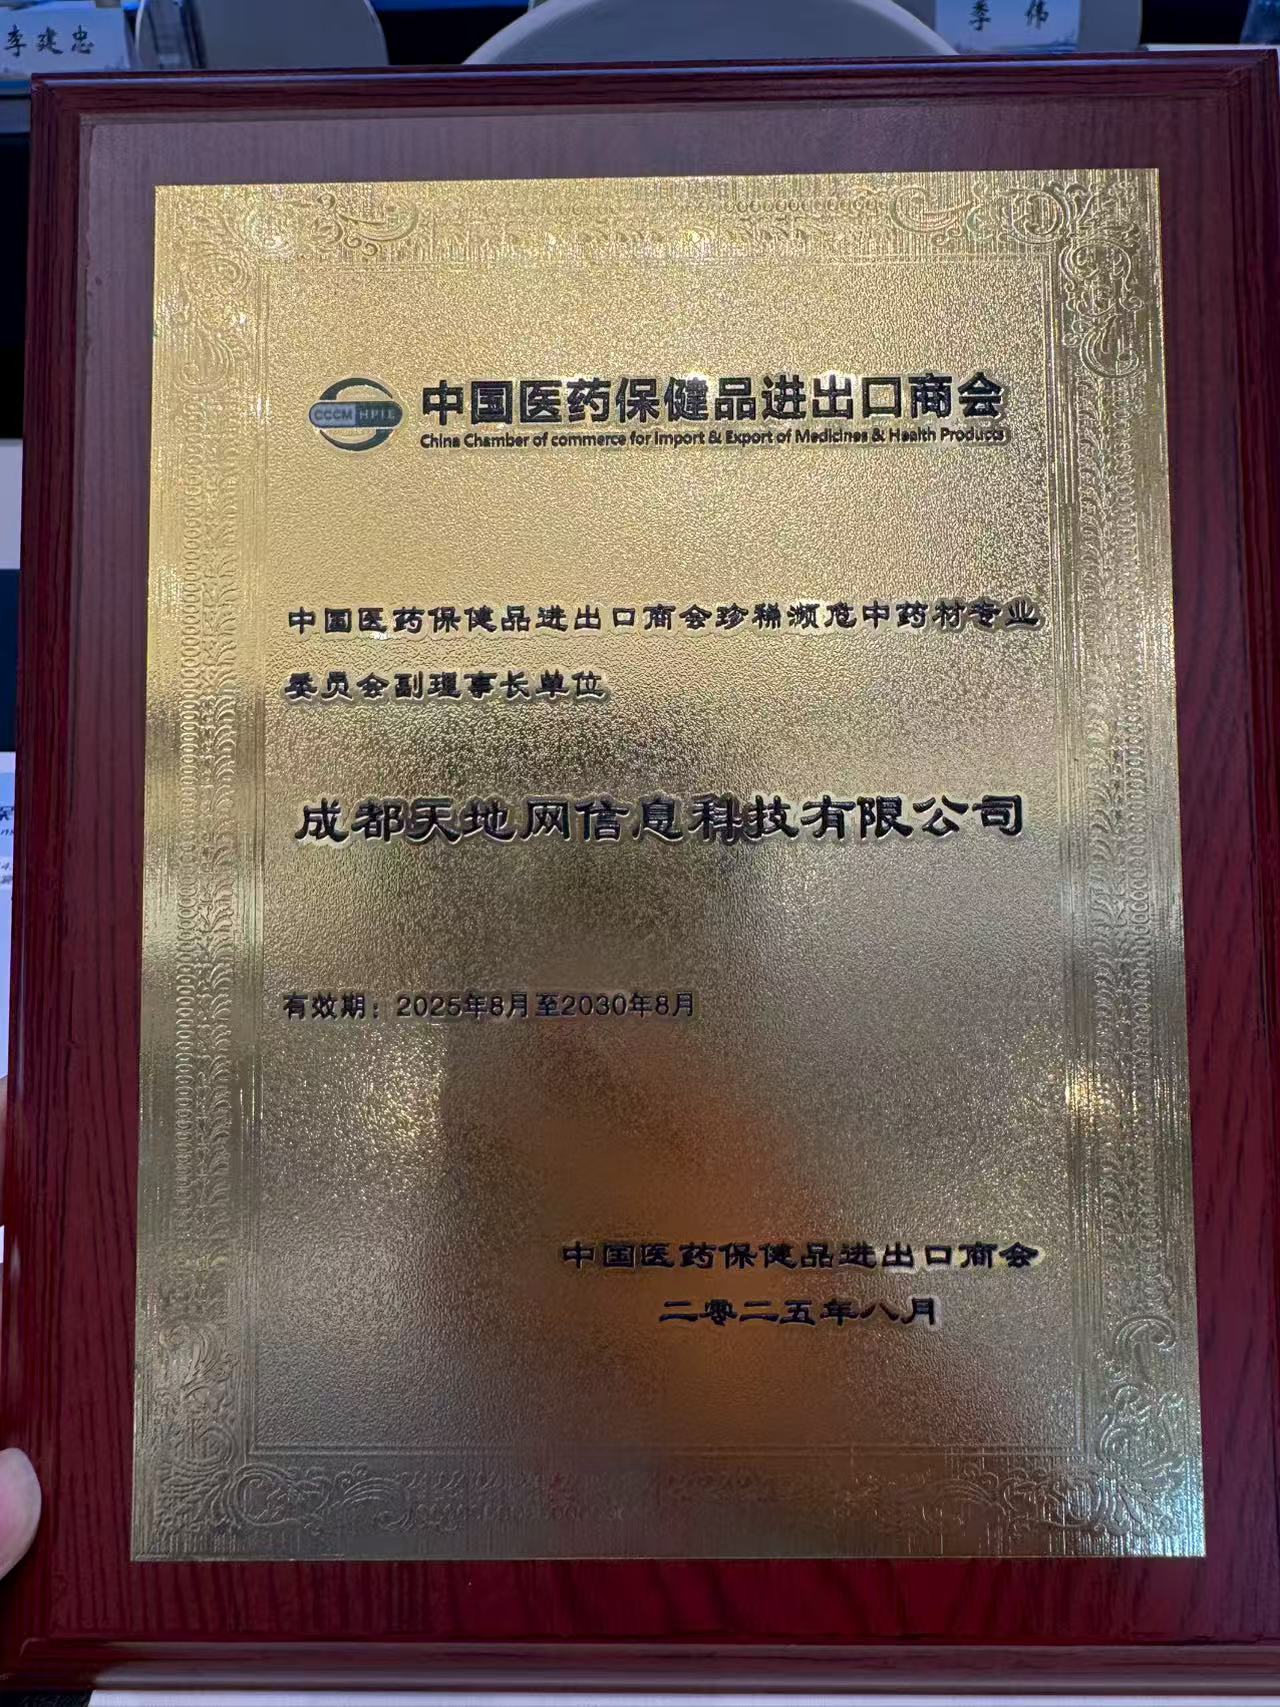 李建忠
李 伟
CCCMHPIE
中国医药保健品进出口商会
China Chamber of commerce for Import & Export of Medicines & Health Products
中国医药保健品进出口商会珍稀濒危中药材专业
委员会副理事长单位
成都天地网信息科技有限公司
有效期：2025年8月至2030年8月
中国医药保健品进出口商会
二零二五年八月